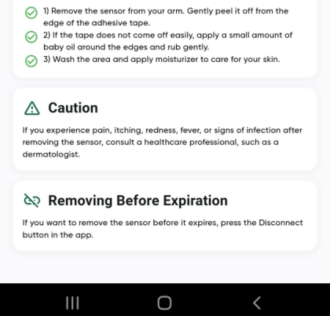 1) Remove the sensor from your arm. Gently peel it off from the
edge of the adhesive tape.
2) If the tape does not come off easily, apply a small amount of
baby oil around the edges and rub gently.
3) Wash the area and apply moisturizer to care for your skin.
Caution
If you experience pain, itching, redness, fever, or signs of infection after
removing the sensor, consult a healthcare professional, such as a
dermatologist.
Removing Before Expiration
If you want to remove the sensor before it expires, press the Disconnect
button in the app.